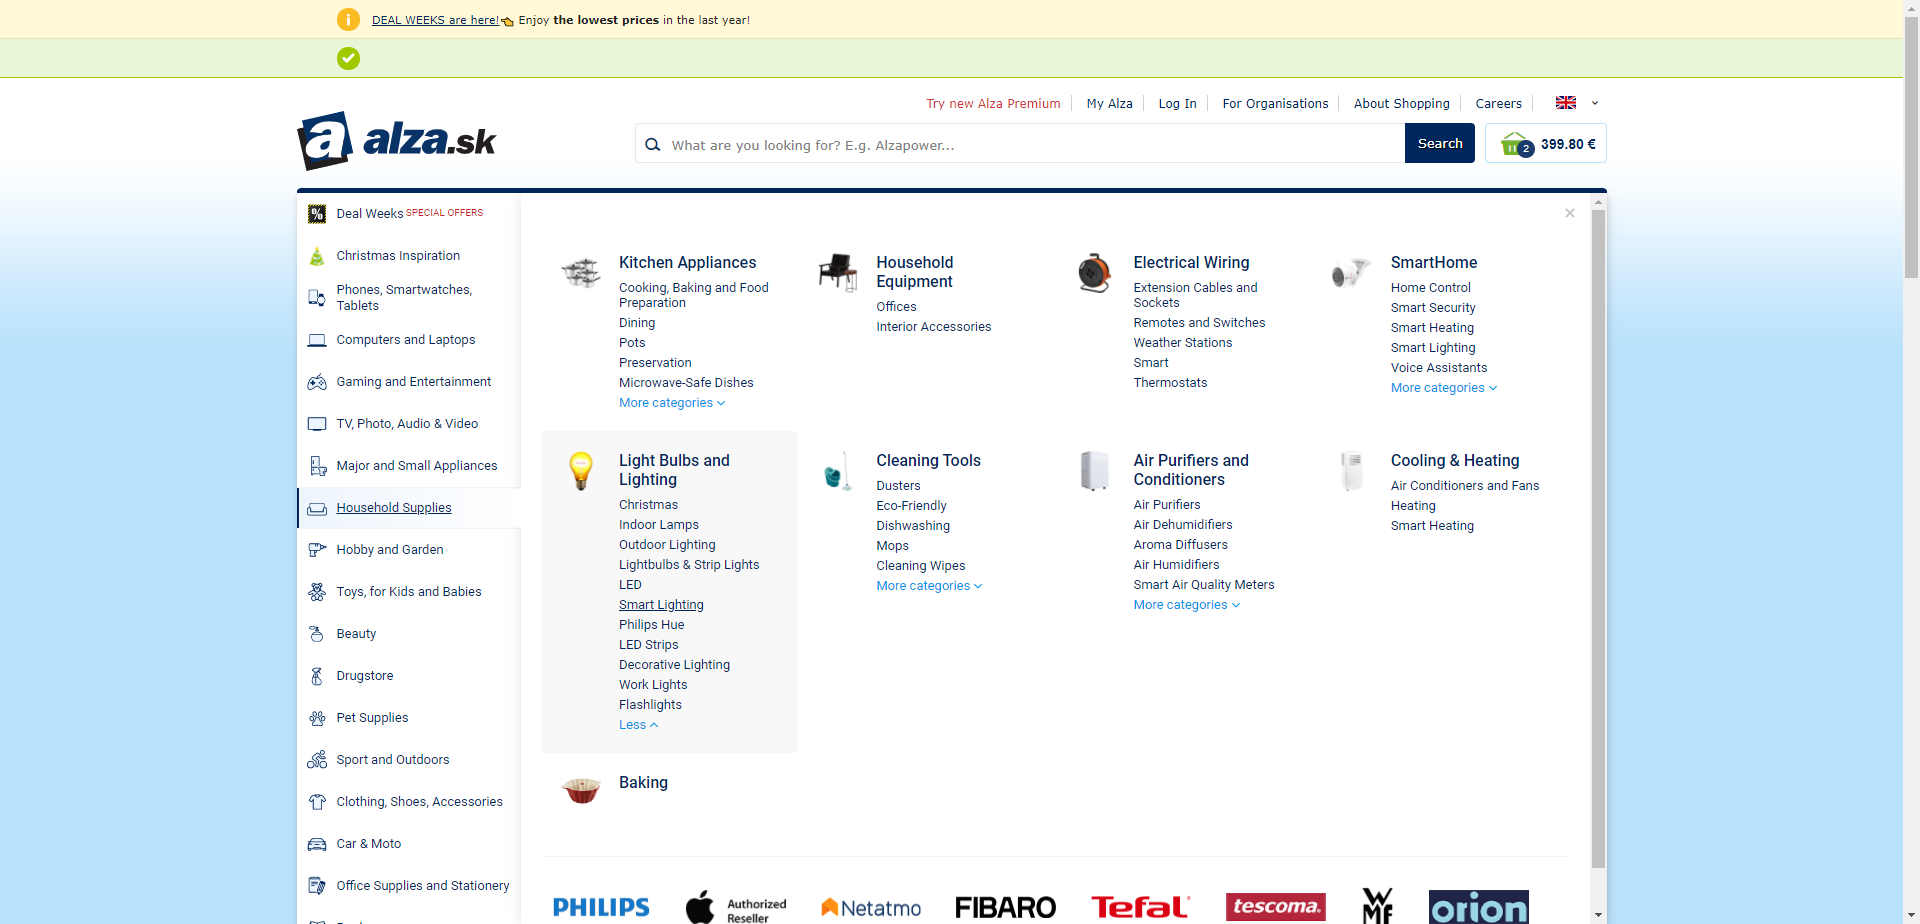 DEAL WEEKS are here! Enjoy the lowest prices in the last year!
Try new Alza Premium
My Alza
Log In
For Organisations
About Shopping
Careers
alza.sk
What are you looking for? E.g. Alzapower...
Search
2
399.80 €
Deal Weeks SPECIAL OFFERS
Christmas Inspiration
Phones, Smartwatches,
Tablets
Computers and Laptops
Gaming and Entertainment
TV, Photo, Audio & Video
Major and Small Appliances
Household Supplies
Hobby and Garden
Toys, for Kids and Babies
Beauty
Drugstore
Pet Supplies
Sport and Outdoors
Clothing, Shoes, Accessories
Car & Moto
Office Supplies and Stationery
Kitchen Appliances
Cooking, Baking and Food
Preparation
Dining
Pots
Preservation
Microwave-Safe Dishes
More categories
Household
Equipment
Offices
Interior Accessories
Electrical Wiring
Extension Cables and
Sockets
Remotes and Switches
Weather Stations
Smart
Thermostats
SmartHome
Home Control
Smart Security
Smart Heating
Smart Lighting
Voice Assistants
More categories
Light Bulbs and
Lighting
Christmas
Indoor Lamps
Outdoor Lighting
Lightbulbs & Strip Lights
LED
Smart Lighting
Philips Hue
LED Strips
Decorative Lighting
Work Lights
Flashlights
Less
Cleaning Tools
Dusters
Eco-Friendly
Dishwashing
Mops
Cleaning Wipes
More categories
Air Purifiers and
Conditioners
Air Purifiers
Air Dehumidifiers
Aroma Diffusers
Air Humidifiers
Smart Air Quality Meters
More categories
Cooling & Heating
Air Conditioners and Fans
Heating
Smart Heating
Baking
PHILIPS
Authorized
Reseller
Netatmo
FIBARO
Tefal
tescoma.
WMF
orion